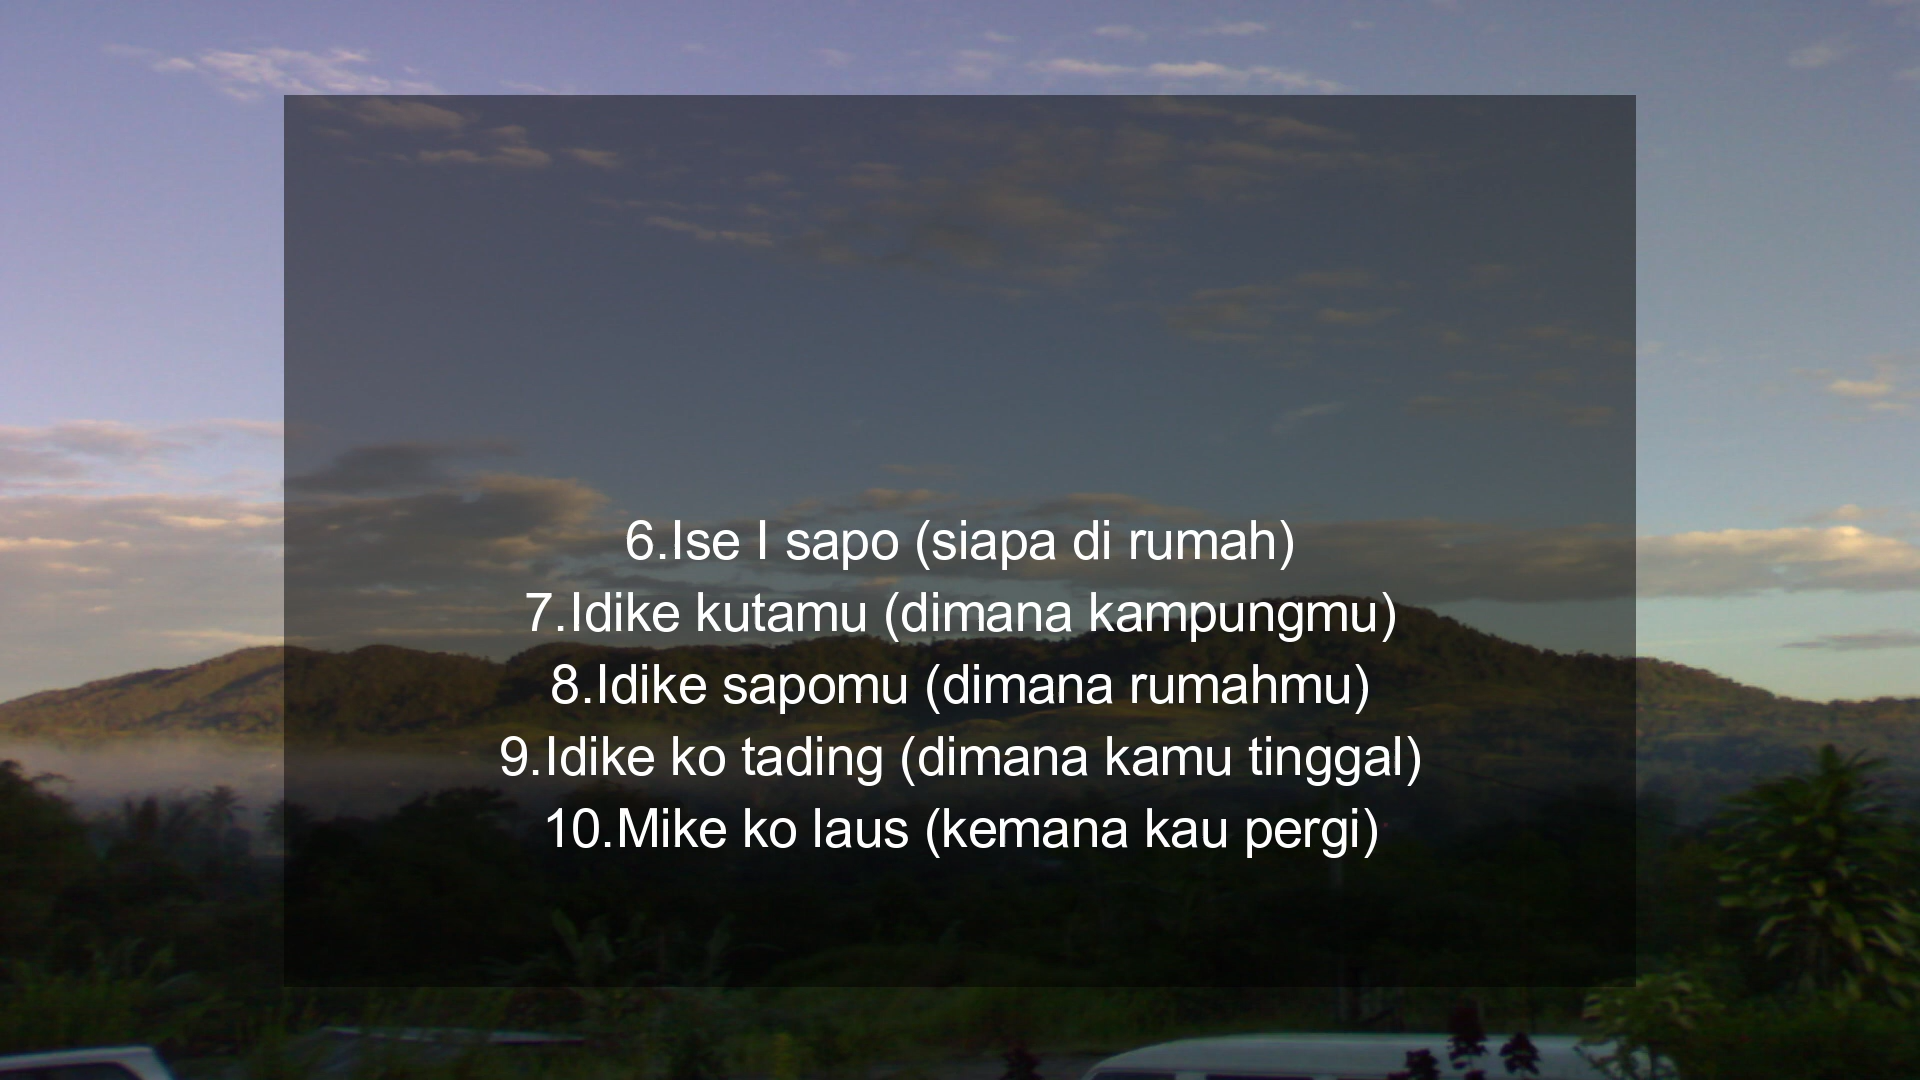 6.Ise I sapo (siapa di rumah)
7.Idike kutamu (dimana kampungmu)
8.Idike sapomu (dimana rumahmu)
9.Idike ko tading (dimana kamu tinggal)
10.Mike ko laus (kemana kau pergi)